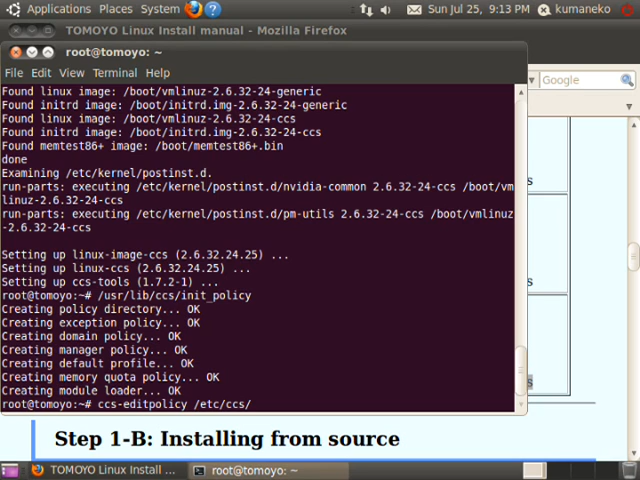 Applications Places System
Sun Jul 25, 9:13 PM kumaneko
TOMOYO Linux Install manual - Mozilla Firefox
root@tomoyo: ~
File Edit View Terminal Help
Google
Found linux image: /boot/vmlinuz-2.6.32-24-generic
Found initrd image: /boot/initrd.img-2.6.32-24-generic
Found linux image: /boot/vmlinuz-2.6.32-24-ccs
Found initrd image: /boot/initrd.img-2.6.32-24-ccs
Found memtest86+ image: /boot/memtest86+.bin
done
Examining /etc/kernel/postinst.d.
run-parts: executing /etc/kernel/postinst.d/nvidia-common 2.6.32-24-ccs /boot/vm
linuz-2.6.32-24-ccs
run-parts: executing /etc/kernel/postinst.d/pm-utils 2.6.32-24-ccs /boot/vmlinuz
-2.6.32-24-ccs
Setting up linux-image-ccs (2.6.32.24.25) ...
Setting up linux-ccs (2.6.32.24.25) ...
Setting up ccs-tools (1.7.2-1) ...
root@tomoyo:~# /usr/lib/ccs/init_policy
Creating policy directory... OK
Creating exception policy... OK
Creating domain policy... OK
Creating manager policy... OK
Creating default profile... OK
Creating memory quota policy... OK
Creating module loader... OK
root@tomoyo:~# ccs-editpolicy /etc/ccs/
s
s
s
Step 1-B: Installing from source
TOMOYO Linux Install ... root@tomoyo: ~